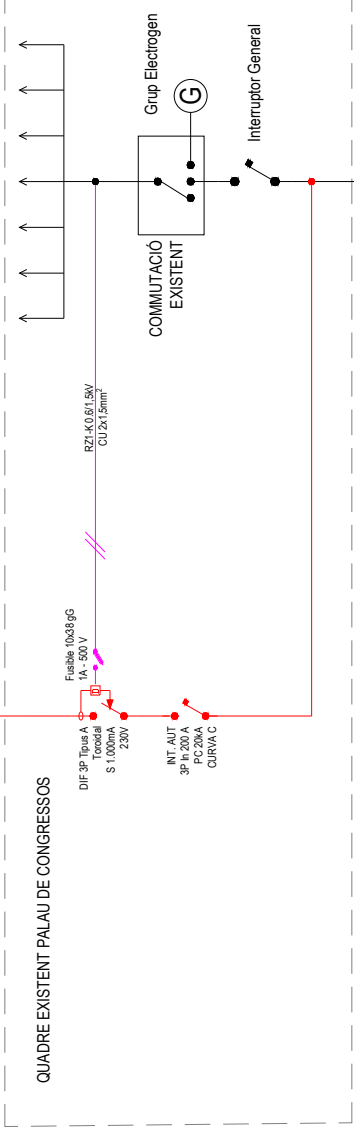 QUADRE EXISTENT PALAU DE CONGRESSOS
DIF 3P Tipus A
Toroidal
S 1.000mA
230V
Fusible 10x38 gG
1A - 500 V
D
INT. AUT
3P In 200 A
PC 20kA
CURVA C
RZ1-K 0.6/1,5kV
CU 2x1,5mm²
COMMUTACIÓ
EXISTENT
Grup Electrogen
G
Interruptor General